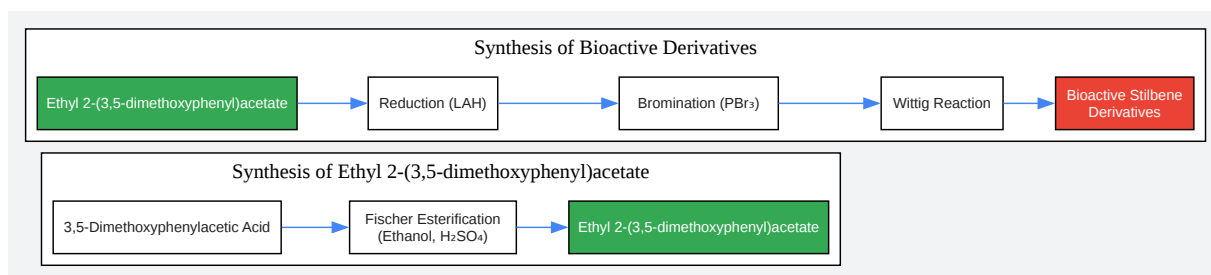 Synthesis of Bioactive Derivatives
Ethyl 2-(3,5-dimethoxyphenyl)acetate
Reduction (LAH)
Bromination (PBr₃)
Wittig Reaction
Bioactive Stilbene
Derivatives
Synthesis of Ethyl 2-(3,5-dimethoxyphenyl)acetate
3,5-Dimethoxyphenylacetic Acid
Fischer Esterification
(Ethanol, H₂SO₄)
Ethyl 2-(3,5-dimethoxyphenyl)acetate